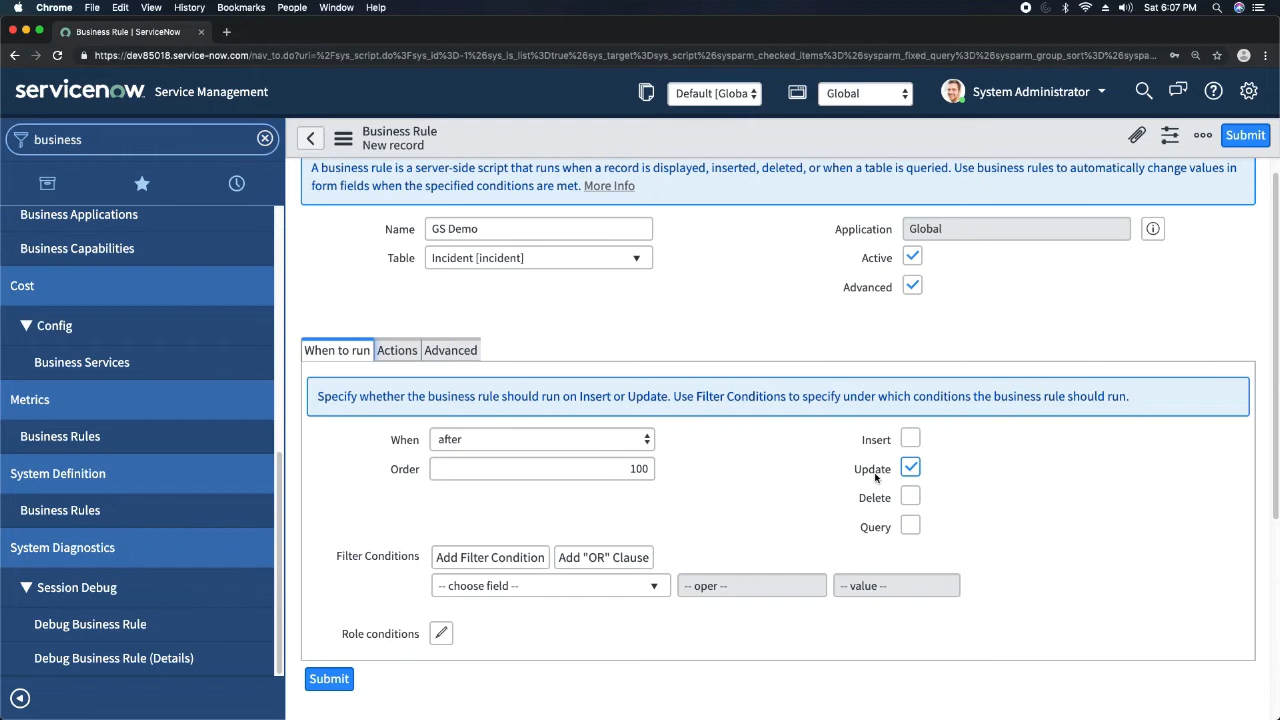 Chrome File Edit View History Bookmarks People Window Help Sat 6:07 PM
Business Rule | ServiceNow
https://dev85018.service-now.com/nav_to.do?uri=%2Fsys_script.do%3Fsys_id%3D-1%26sys_is_list%3Dtrue%26sys_target%3Dsys_script%26sysparm_checked_items%3D%26sysparm_fixed_query%3D%26sysparm_group_sort%3D%26syspa...
servicenow Service Management Default [Globa Global System Administrator
business
Business Rule
New record
Submit
A business rule is a server-side script that runs when a record is displayed, inserted, deleted, or when a table is queried. Use business rules to automatically change values in
form fields when the specified conditions are met. More Info
Business Applications
Business Capabilities
Cost
Config
Business Services
Metrics
Business Rules
System Definition
Business Rules
System Diagnostics
Session Debug
Debug Business Rule
Debug Business Rule (Details)
Name GS Demo
Application Global
Table Incident [incident]
Active
Advanced
When to run Actions Advanced
Specify whether the business rule should run on Insert or Update. Use Filter Conditions to specify under which conditions the business rule should run.
When after
Insert
Order 100
Update
Delete
Query
Filter Conditions Add Filter Condition Add "OR" Clause
-- choose field -- -- oper -- -- value --
Role conditions
Submit